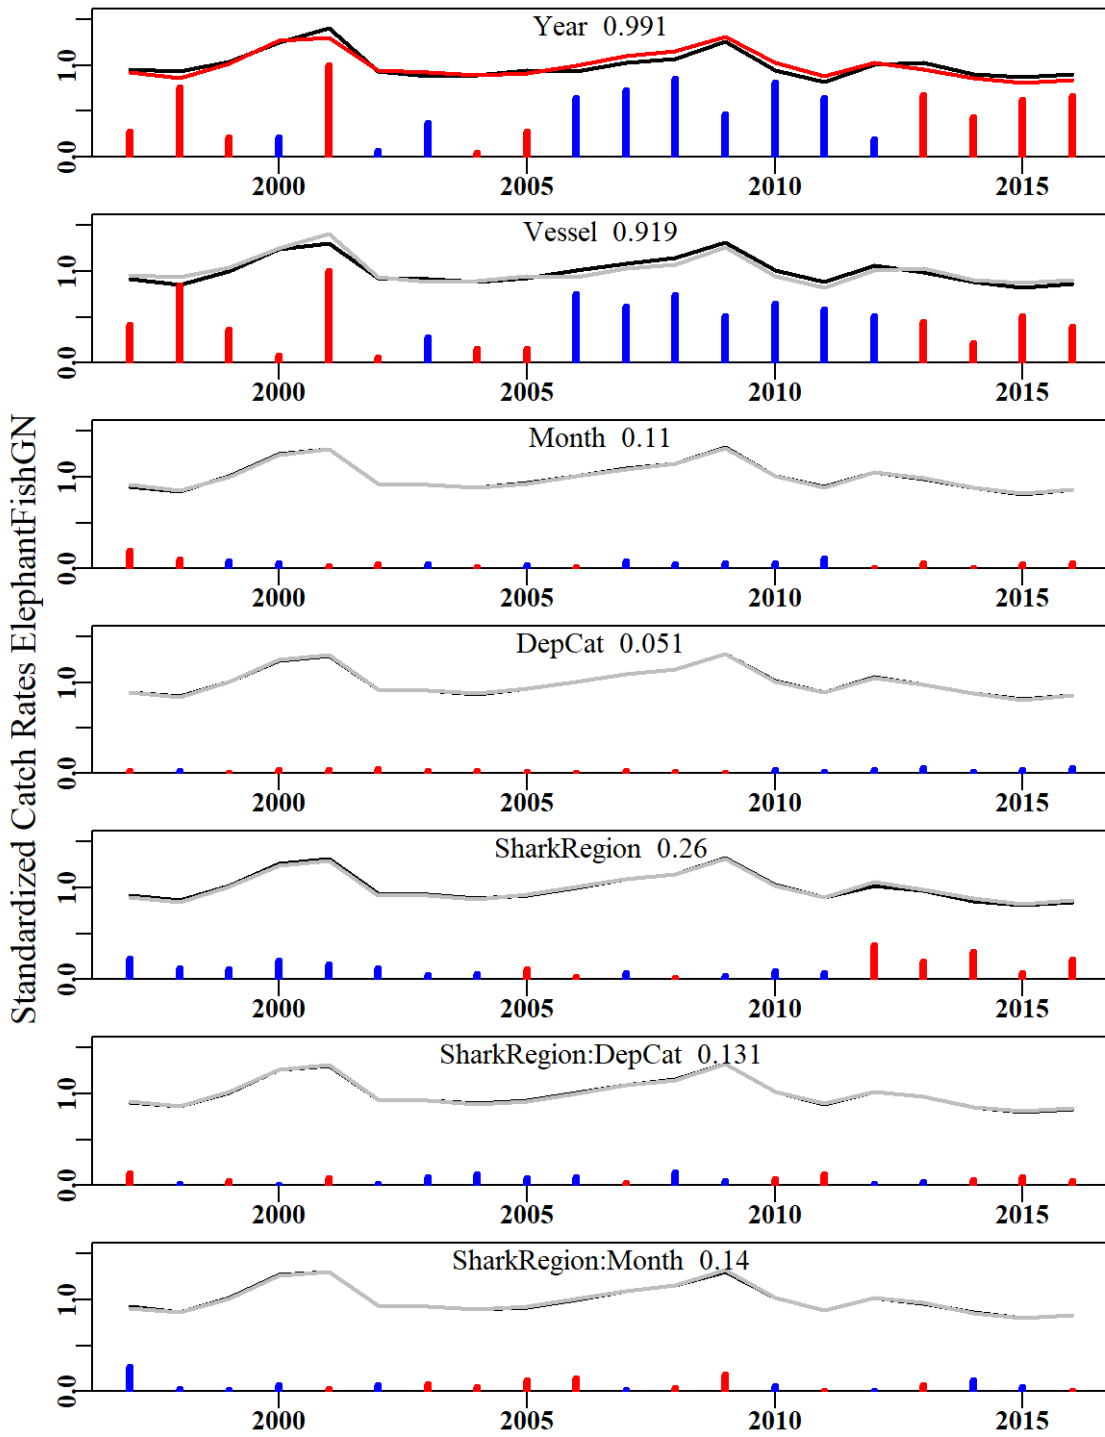 Standardized Catch Rates ElephantFishGN
Year 0.991
1.0
0.0
2000 2005 2010 2015
Vessel 0.919
1.0
0.0
2000 2005 2010 2015
Month 0.11
1.0
0.0
2000 2005 2010 2015
DepCat 0.051
1.0
0.0
2000 2005 2010 2015
SharkRegion 0.26
1.0
0.0
2000 2005 2010 2015
SharkRegion:DepCat 0.131
1.0
0.0
2000 2005 2010 2015
SharkRegion:Month 0.14
1.0
0.0
2000 2005 2010 2015